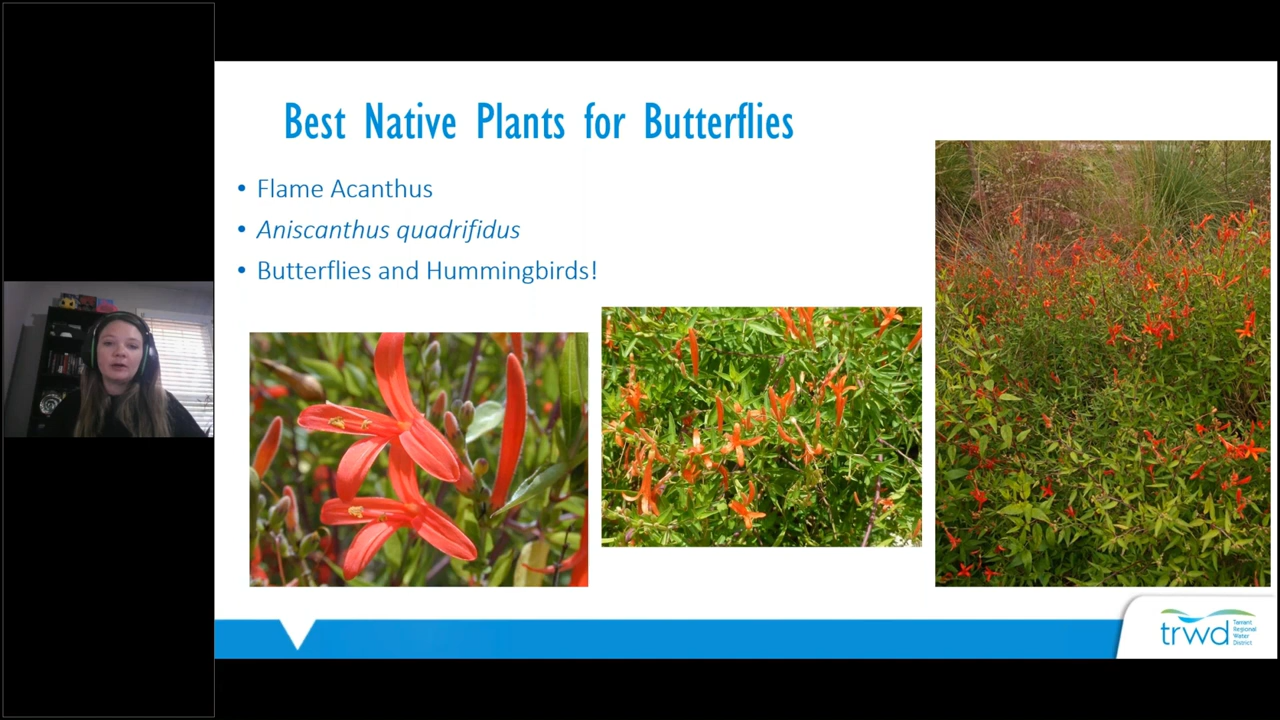 Best Native Plants for Butterflies
• Flame Acanthus
• Aniscanthus quadrifidus
• Butterflies and Hummingbirds!
trwd
Tarrant
Regional
Water
District